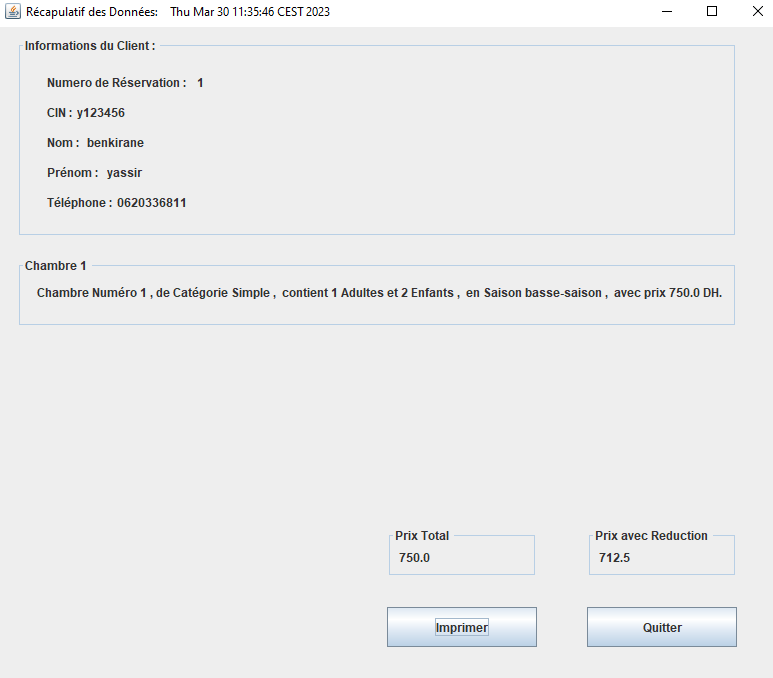 Récapulatif des Données: Thu Mar 30 11:35:46 CEST 2023
Informations du Client :
Numero de Réservation : 1
CIN : y123456
Nom : benkirane
Prénom : yassir
Téléphone : 0620336811
Chambre 1
Chambre Numéro 1 , de Catégorie Simple , contient 1 Adultes et 2 Enfants , en Saison basse-saison , avec prix 750.0 DH.
Prix Total
750.0
Prix avec Reduction
712.5
Imprimer
Quitter